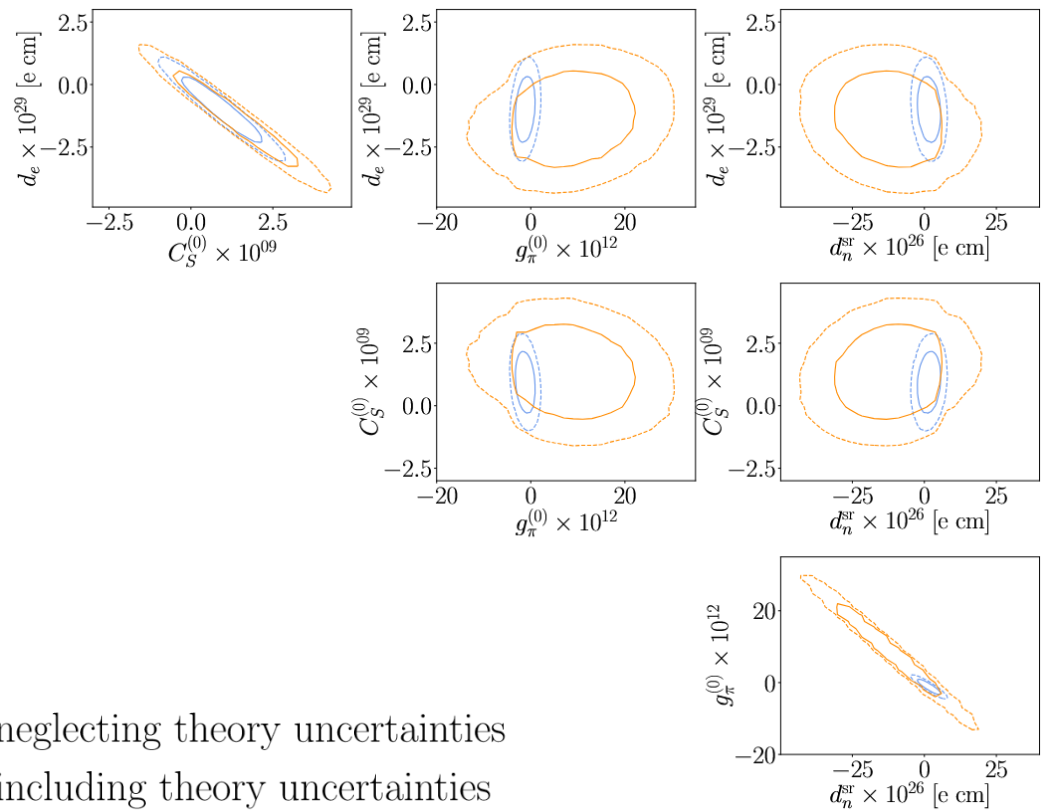 2.5 0.0 −2.5
d_e × 10^29 [e cm]
−2.5 0.0 2.5
C_S^(0) × 10^09
d_e × 10^29 [e cm]
2.5 0.0 −2.5
−20 0 20
g_π^(0) × 10^12
d_e × 10^29 [e cm]
2.5 0.0 −2.5
−25 0 25
d_n^sr × 10^26 [e cm]
C_S^(0) × 10^09
2.5 0.0 −2.5
−20 0 20
g_π^(0) × 10^12
C_S^(0) × 10^09
2.5 0.0 −2.5
−25 0 25
d_n^sr × 10^26 [e cm]
g_π^(0) × 10^12
20 0 −20
−25 0 25
d_n^sr × 10^26 [e cm]
neglecting theory uncertainties
including theory uncertainties